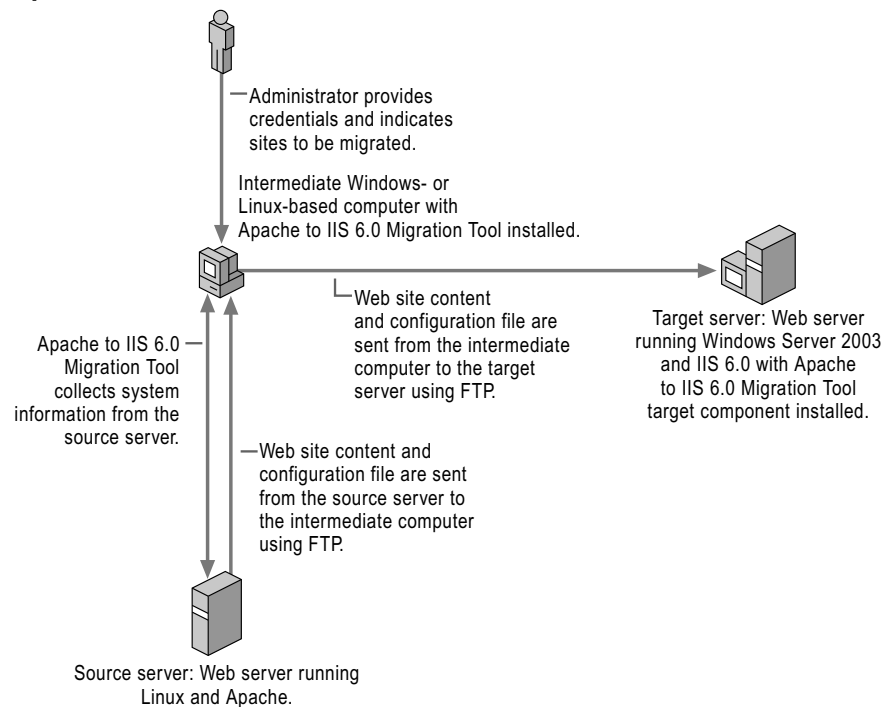 Administrator provides
credentials and indicates
sites to be migrated.
Intermediate Windows- or
Linux-based computer with
Apache to IIS 6.0 Migration Tool installed.
Web site content
and configuration file are
sent from the intermediate
computer to the target
server using FTP.
Target server: Web server
running Windows Server 2003
and IIS 6.0 with Apache
to IIS 6.0 Migration Tool
target component installed.
Apache to IIS 6.0
Migration Tool
collects system
information from the
source server.
Web site content and
configuration file are sent
from the source server to
the intermediate computer
using FTP.
Source server: Web server running
Linux and Apache.